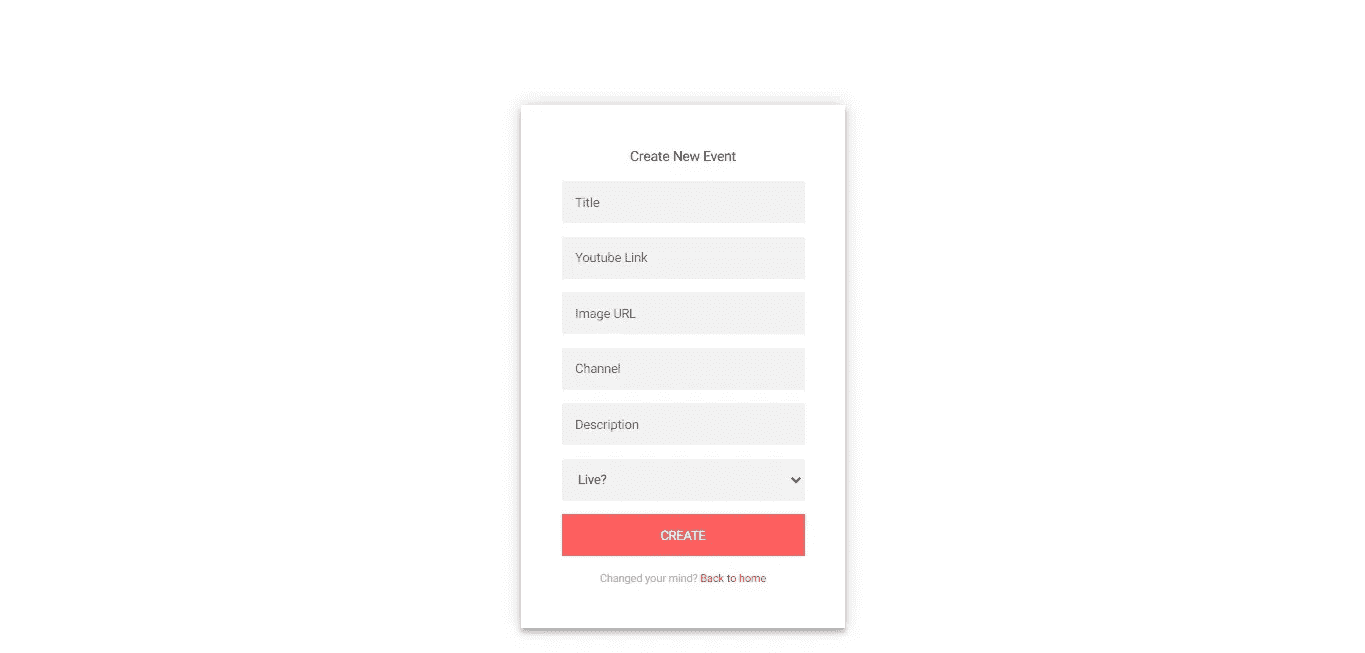 Create New Event
Title
Youtube Link
Image URL
Channel
Description
Live?
CREATE
Changed your mind? Back to home